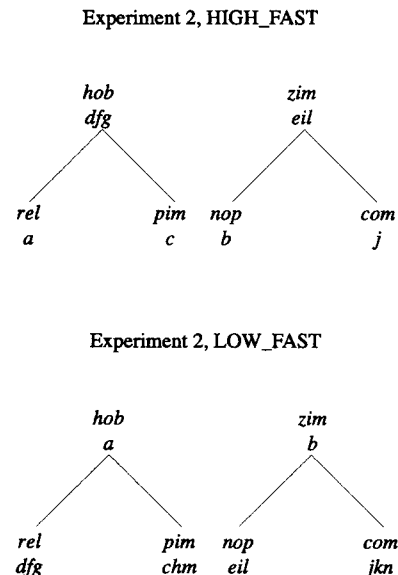 Experiment 2, HIGH_FAST
hob zim
dfg eil
rel pim nop com
a c b j
Experiment 2, LOW_FAST
hob zim
a b
rel pim nop com
dfg chm eil jkn